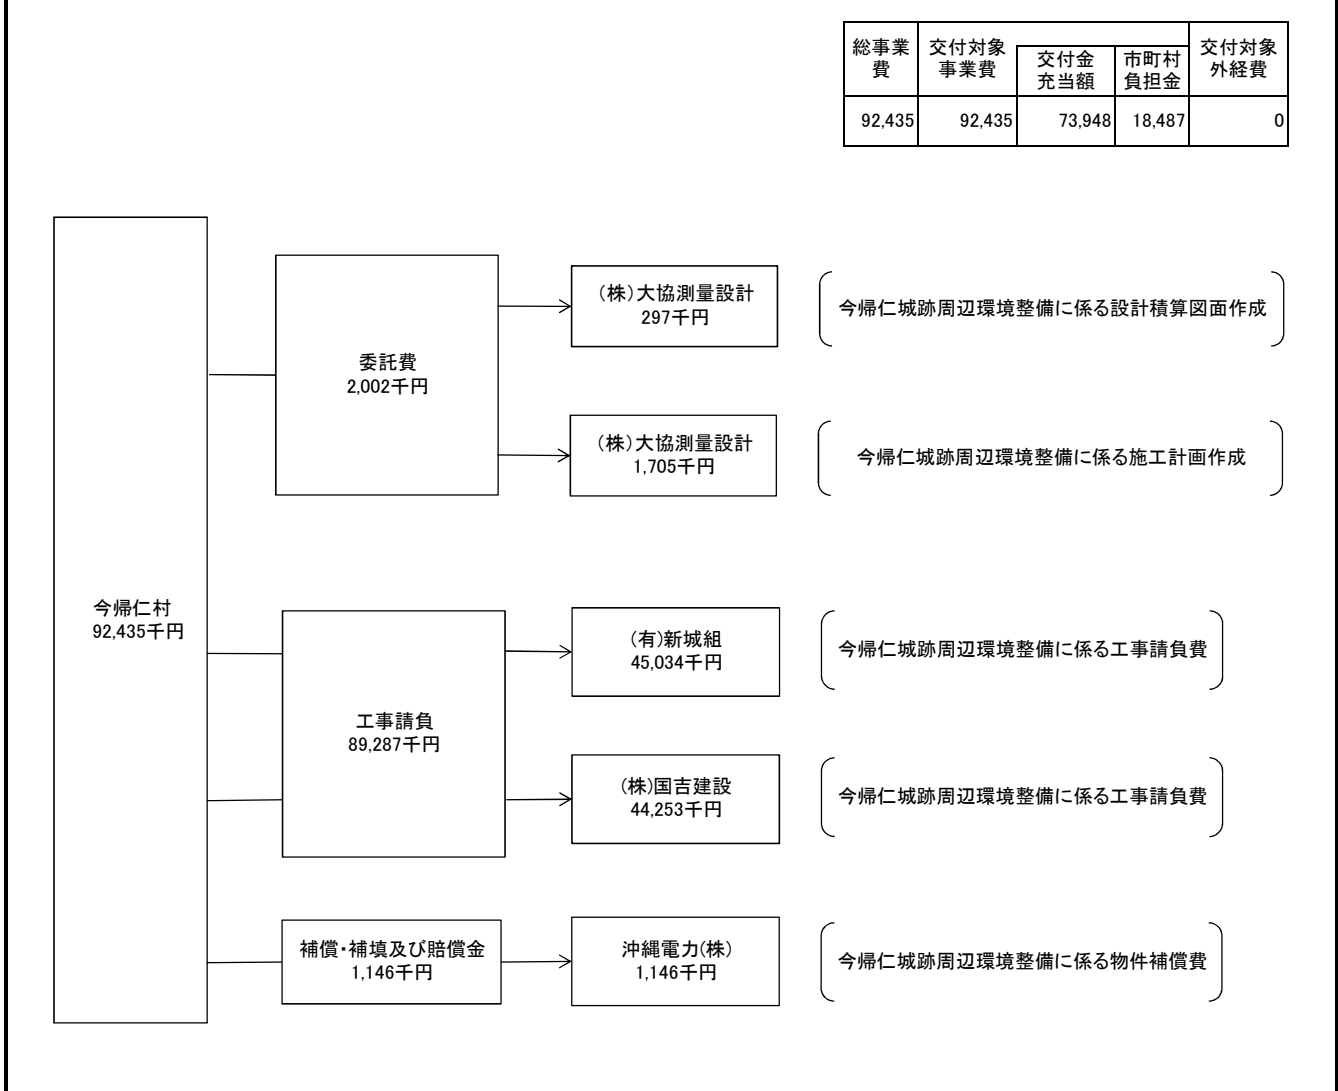 総事業
費
交付対象
事業費
交付金
充当額
市町村
負担金
交付対象
外経費
92,435
92,435
73,948
18,487
0
今帰仁村
92,435千円
委託費
2,002千円
(株)大協測量設計
297千円
今帰仁城跡周辺環境整備に係る設計積算図面作成
(株)大協測量設計
1,705千円
今帰仁城跡周辺環境整備に係る施工計画作成
工事請負
89,287千円
(有)新城組
45,034千円
今帰仁城跡周辺環境整備に係る工事請負費
(株)国吉建設
44,253千円
今帰仁城跡周辺環境整備に係る工事請負費
補償・補填及び賠償金
1,146千円
沖縄電力(株)
1,146千円
今帰仁城跡周辺環境整備に係る物件補償費